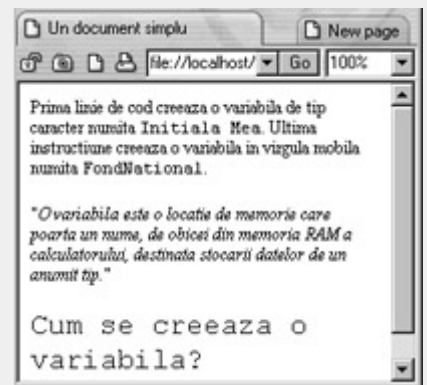 Un document simplu
New page
file://localhost/
Go
100%
Prima linie de cod creeaza o variabila de tip
caracter numita Initiala Mea. Ultima
instructiune creeaza o variabila in virgula mobila
numita FondNational.
"O variabila este o locatie de memorie care
poarta un nume, de obicei din memoria RAM a
calculatorului, destinata stocarii datelor de un
anumit tip."
Cum se creeaza o
variabila?